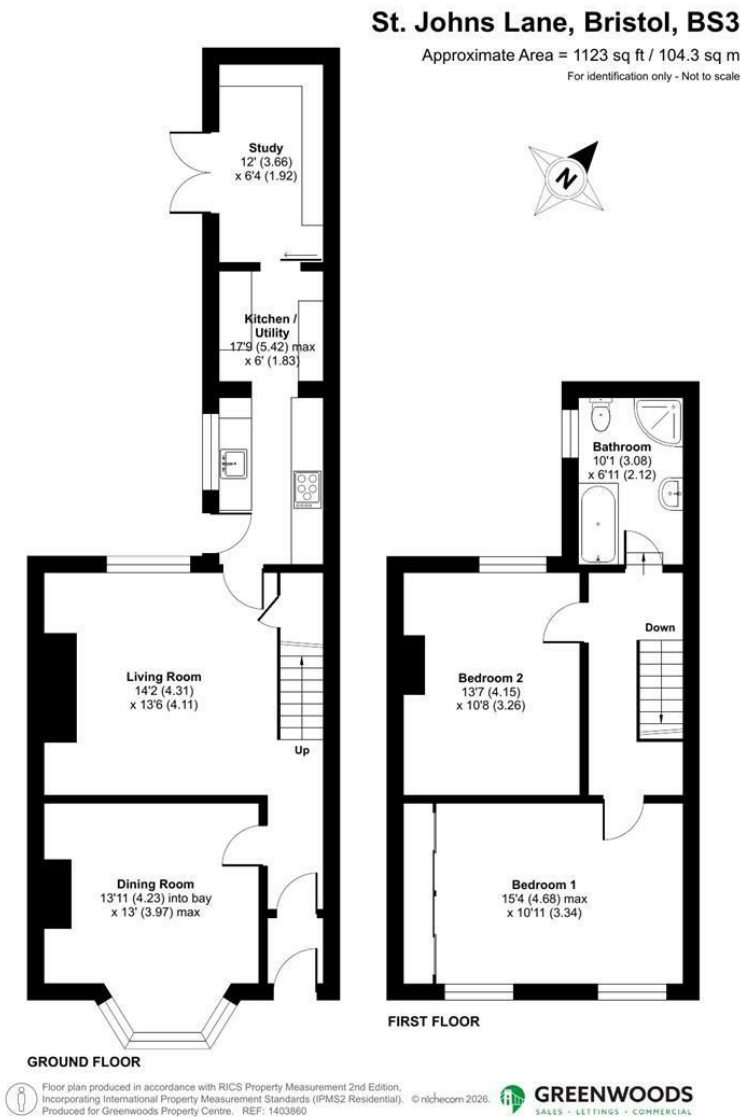 St. Johns Lane, Bristol, BS3
Approximate Area = 1123 sq ft / 104.3 sq m
For identification only - Not to scale
N
Study
12' (3.66)
x 6'4 (1.92)
Kitchen /
Utility
17'9 (5.42) max
x 6' (1.83)
Living Room
14'2 (4.31)
x 13'6 (4.11)
Up
Dining Room
13'11 (4.23) into bay
x 13' (3.97) max
GROUND FLOOR
Bathroom
10'1 (3.08)
x 6'11 (2.12)
Down
Bedroom 2
13'7 (4.15)
x 10'8 (3.26)
Bedroom 1
15'4 (4.68) max
x 10'11 (3.34)
FIRST FLOOR
Floor plan produced in accordance with RICS Property Measurement 2nd Edition,
Incorporating International Property Measurement Standards (IPMS2 Residential). © nichecom 2026.
Produced for Greenwoods Property Centre. REF: 1403860
GREENWOODS
SALES · LETTINGS · COMMERCIAL